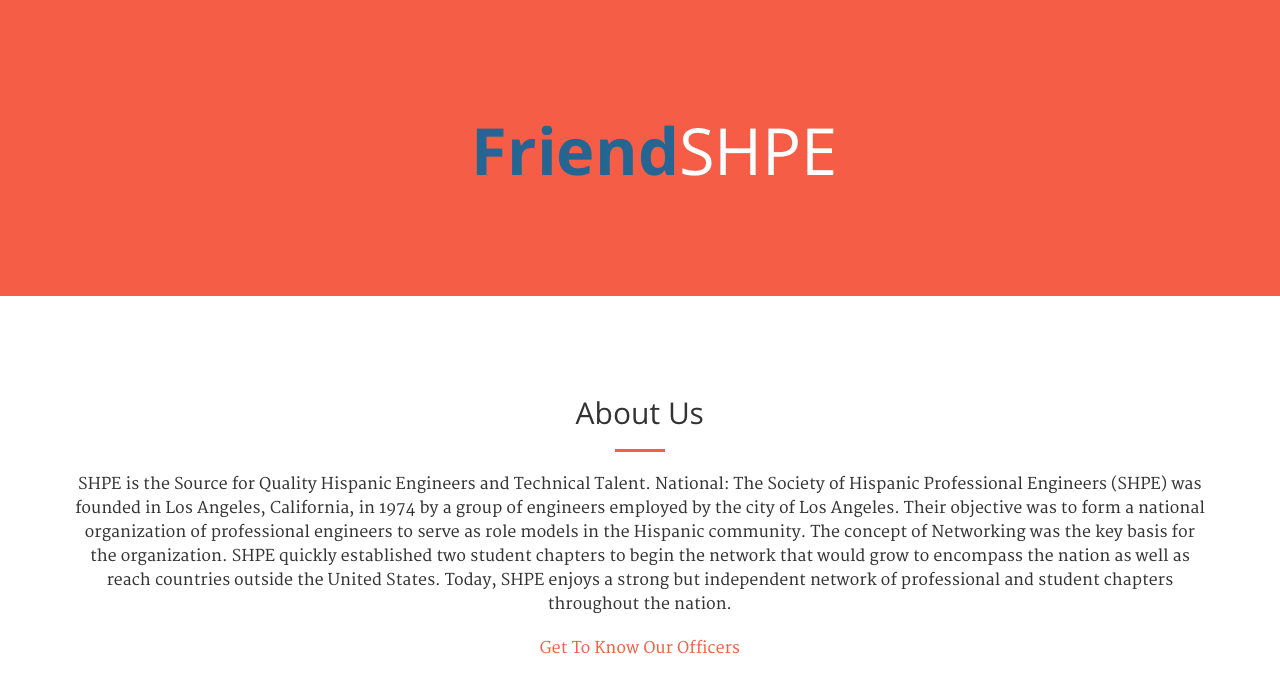 FriendSHPE
About Us
SHPE is the Source for Quality Hispanic Engineers and Technical Talent. National: The Society of Hispanic Professional Engineers (SHPE) was
founded in Los Angeles, California, in 1974 by a group of engineers employed by the city of Los Angeles. Their objective was to form a national
organization of professional engineers to serve as role models in the Hispanic community. The concept of Networking was the key basis for
the organization. SHPE quickly established two student chapters to begin the network that would grow to encompass the nation as well as
reach countries outside the United States. Today, SHPE enjoys a strong but independent network of professional and student chapters
throughout the nation.
Get To Know Our Officers